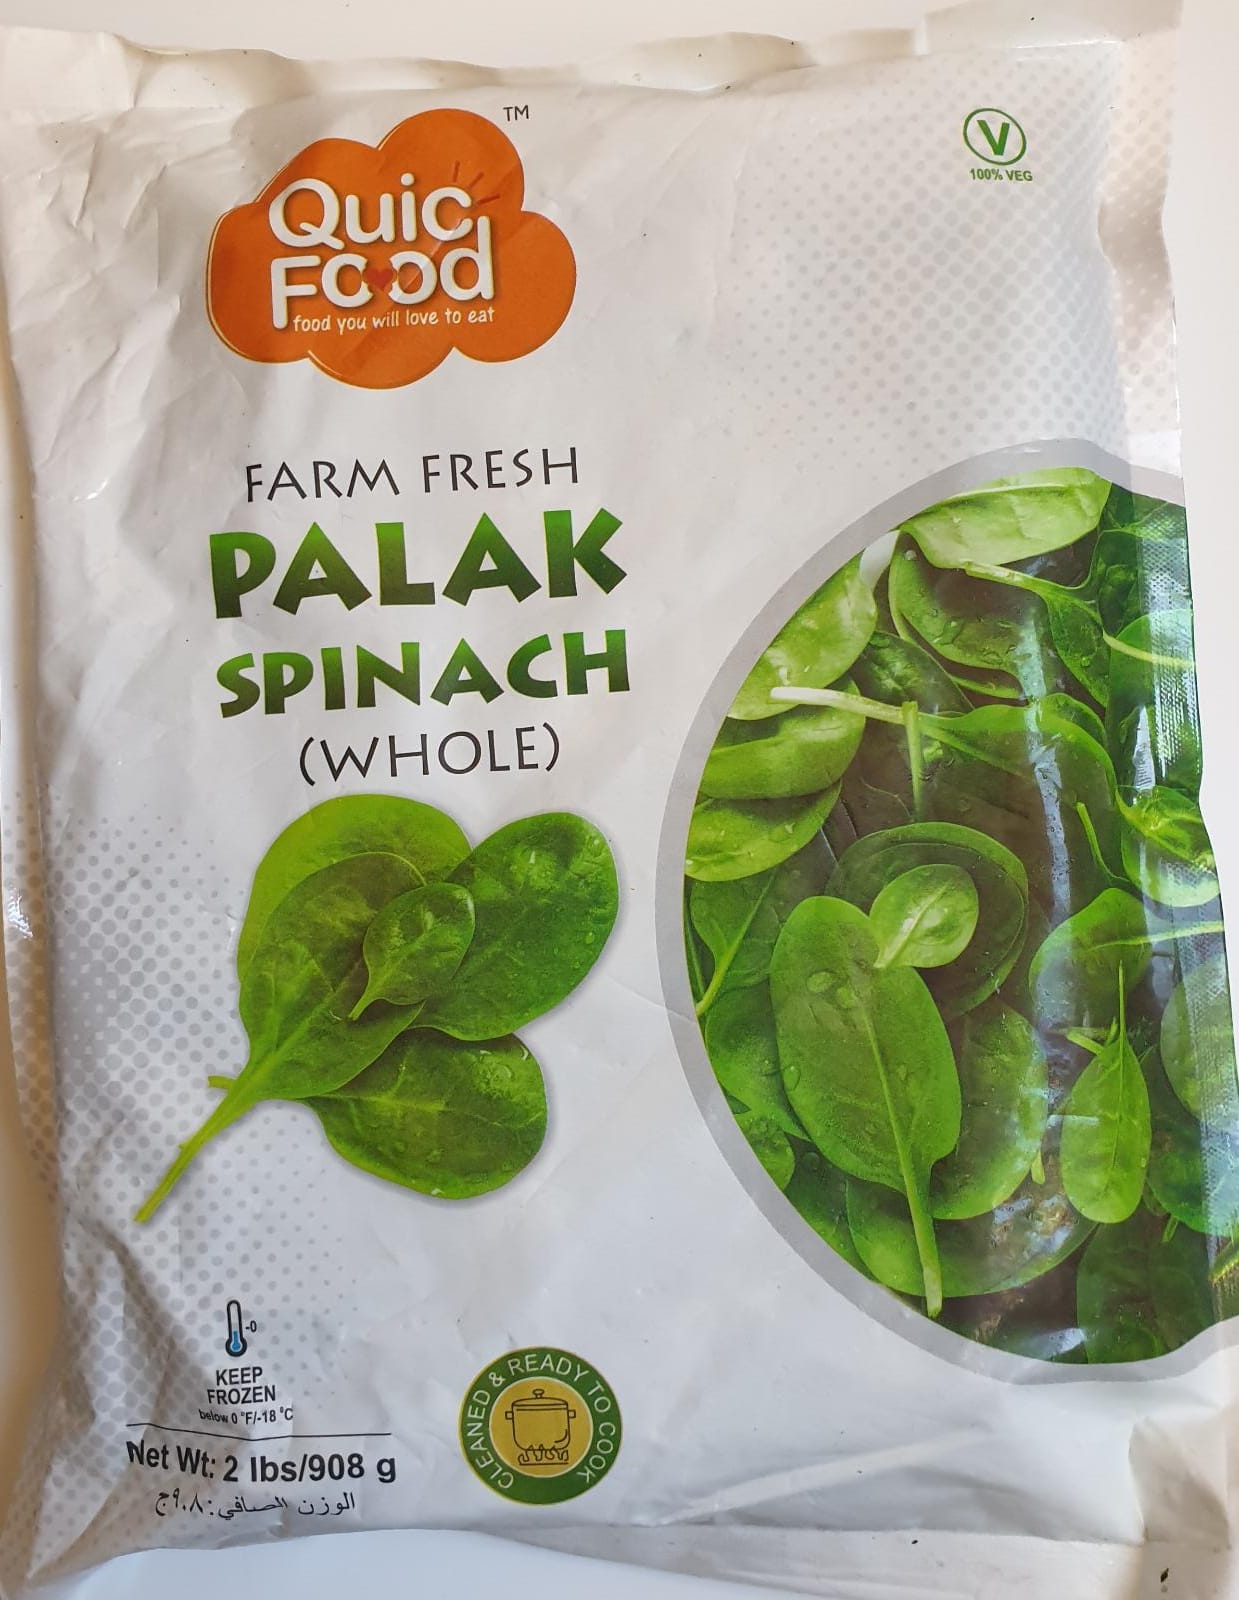 TM
Quic
Food
food you will love to eat
V
100% VEG
FARM FRESH
PALAK
SPINACH
(WHOLE)
-0
KEEP
FROZEN
below 0 °F/-18 °C
Net Wt: 2 lbs/908 g
الوزن الصافي: ٩٠٨ج
CLEANED & READY TO COOK